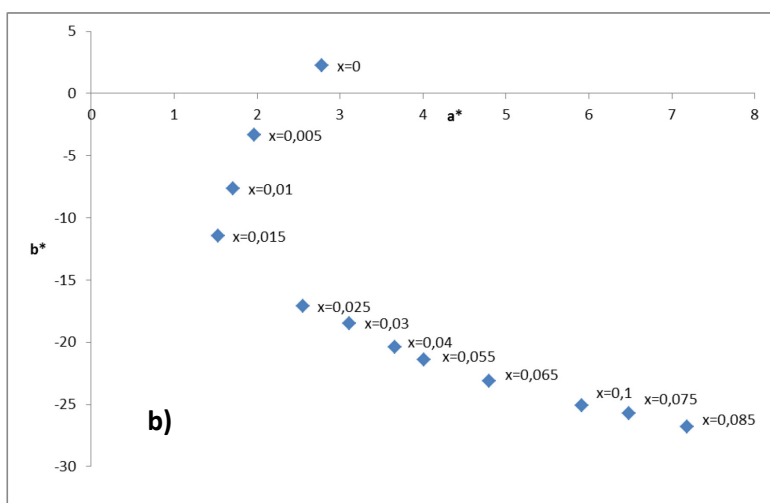 5
x=0
0
0 1 2 3 4 5 6 7 8
a*
x=0,005
-5
x=0,01
-10
x=0,015
b*
-15
x=0,025
x=0,03
-20
x=0,04
x=0,055
x=0,065
-25
x=0,1
x=0,075
x=0,085
b)
-30